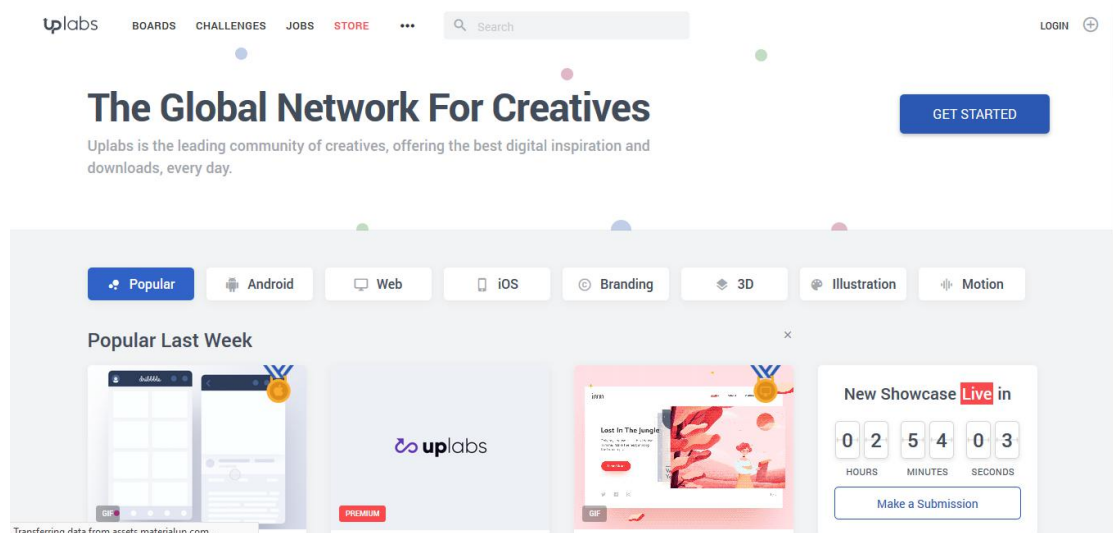 uplabs
BOARDS CHALLENGES JOBS STORE ••• Search
LOGIN
The Global Network For Creatives
GET STARTED
Uplabs is the leading community of creatives, offering the best digital inspiration and
downloads, every day.
Popular Android Web iOS Branding 3D Illustration Motion
Popular Last Week
New Showcase Live in
Lost In The Jungle
uplabs
0 2 5 4 0 3
HOURS MINUTES SECONDS
Make a Submission
GIF
PREMIUM
GIF
Transferring data from assets.materialup.com